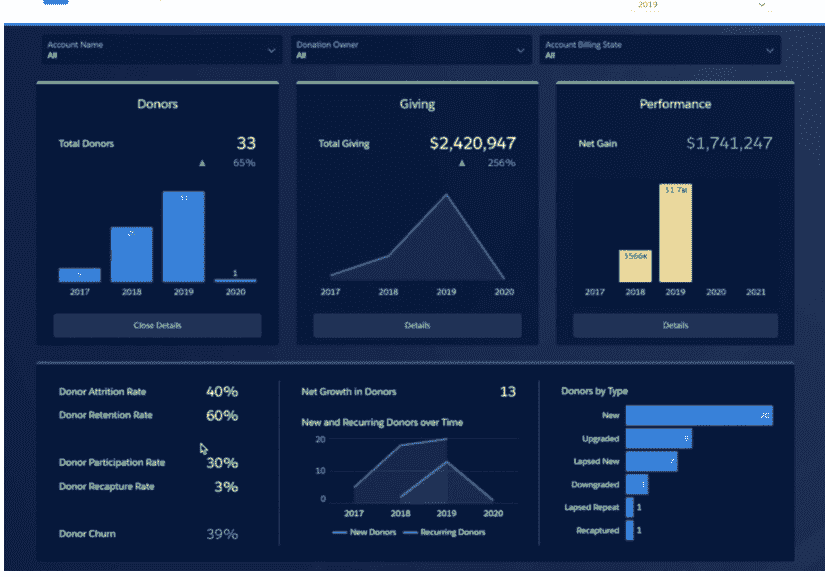 2019
Account Name
All
Donation Owner
All
Account Billing State
All
Donors
Total Donors 33
▲ 65%
1
2017 2018 2019 2020
Close Details
Giving
Total Giving $2,420,947
▲ 256%
2017 2018 2019 2020
Details
Performance
Net Gain $1,741,247
$1.7M
$566K
2017 2018 2019 2020 2021
Details
Donor Attrition Rate 40%
Donor Retention Rate 60%
Donor Participation Rate 30%
Donor Recapture Rate 3%
Donor Churn 39%
Net Growth in Donors 13
New and Recurring Donors over Time
20
10
0
2017 2018 2019 2020
New Donors Recurring Donors
Donors by Type
New 20
Upgraded
Lapsed New
Downgraded
Lapsed Repeat 1
Recaptured 1